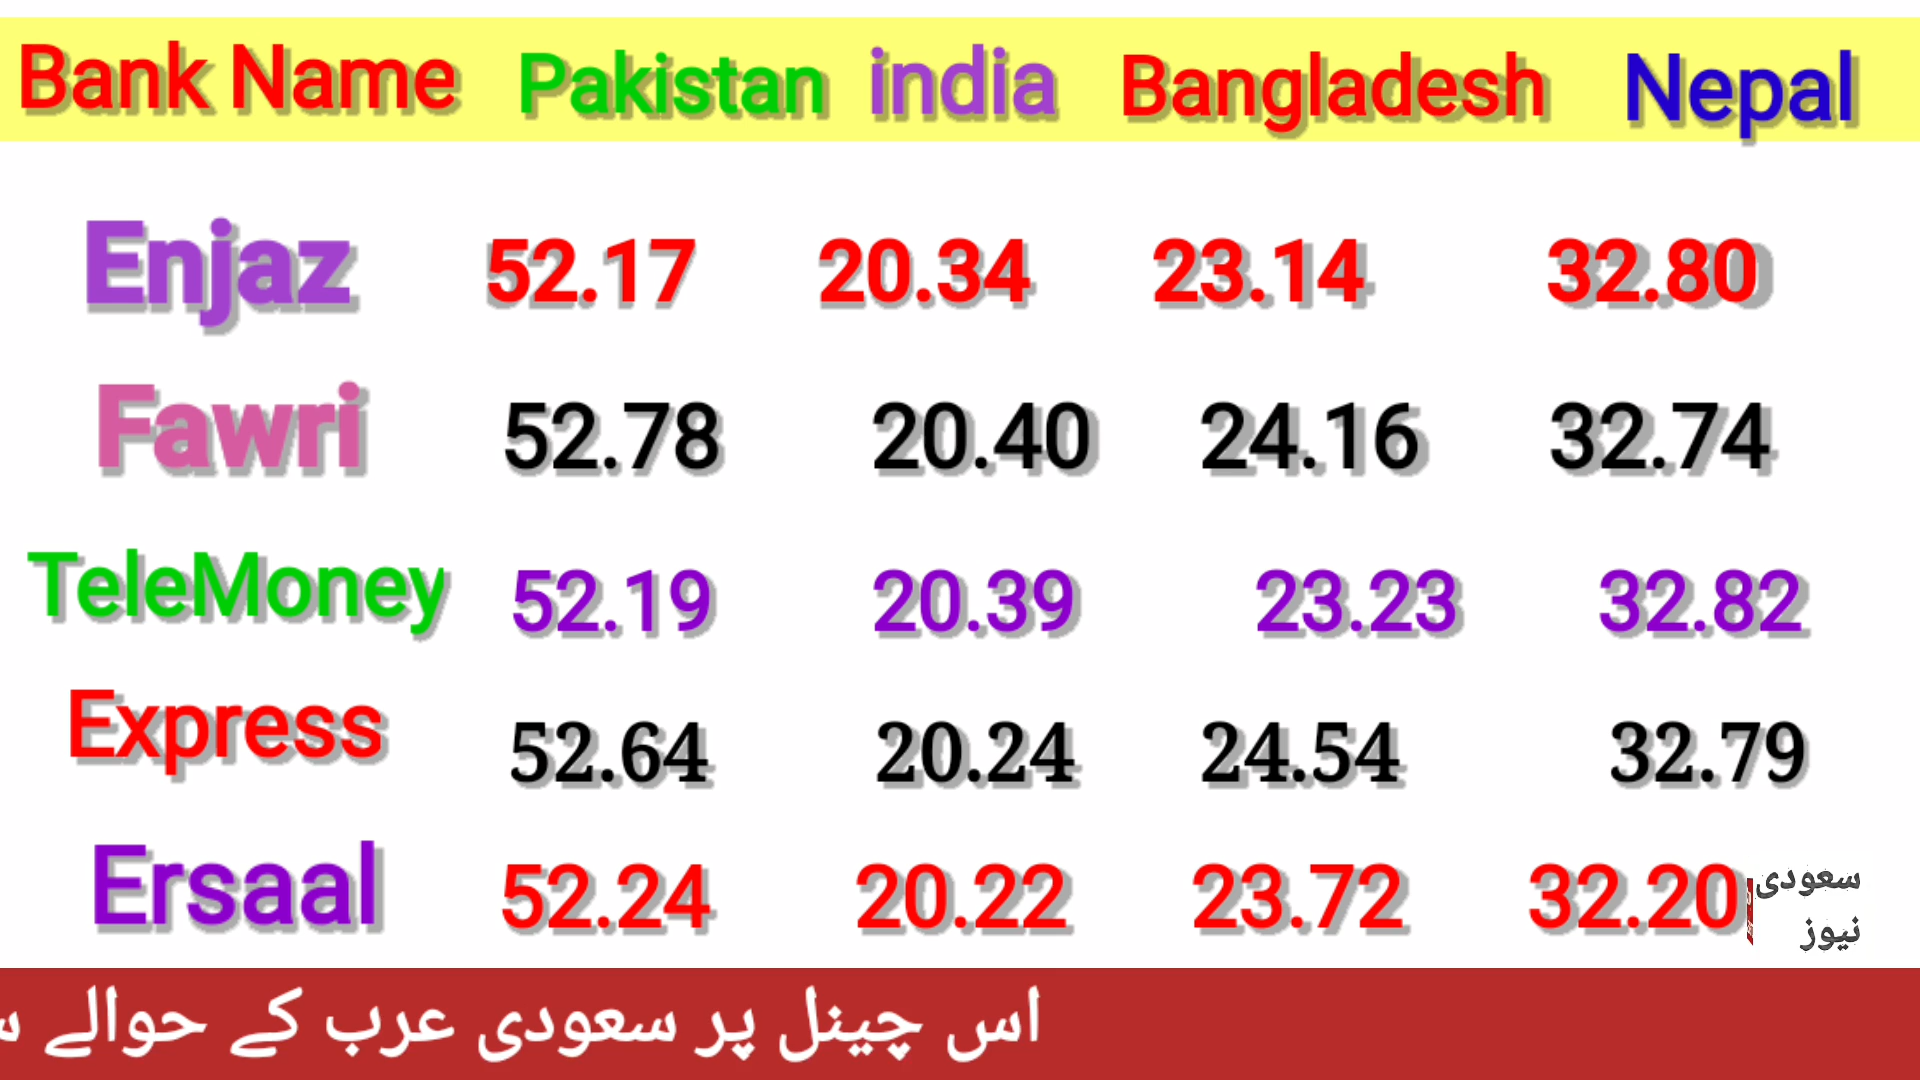 Bank Name Pakistan india Bangladesh Nepal
Enjaz 52.17 20.34 23.14 32.80
Fawri 52.78 20.40 24.16 32.74
TeleMoney 52.19 20.39 23.23 32.82
Express 52.64 20.24 24.54 32.79
Ersaal 52.24 20.22 23.72 32.20
سعودی
نیوز
اس چینل پر سعودی عرب کے حوالے